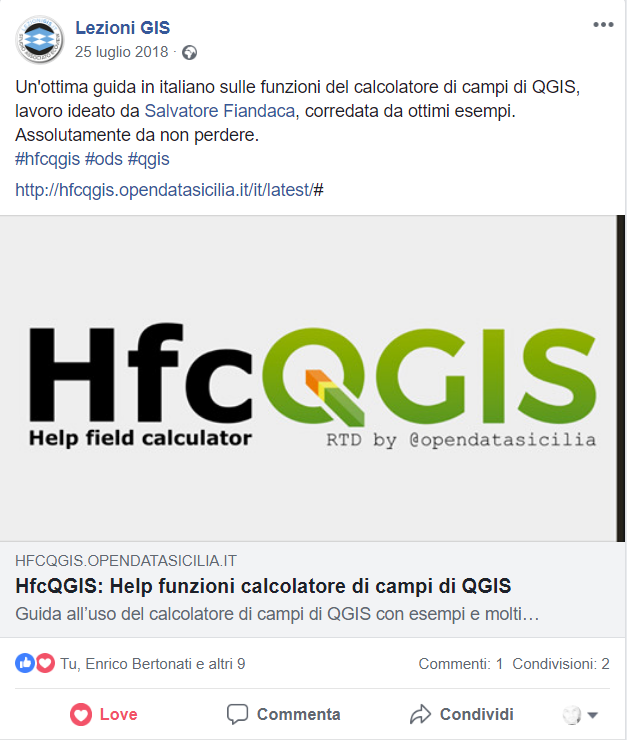 Lezioni GIS
25 luglio 2018 ·
Un'ottima guida in italiano sulle funzioni del calcolatore di campi di QGIS,
lavoro ideato da Salvatore Fiandaca, corredata da ottimi esempi.
Assolutamente da non perdere.
#hfcqgis #ods #qgis
http://hfcqgis.opendatasicilia.it/it/latest/#
HfcQGIS
Help field calculator
RTD by @opendatasicilia
HFCQGIS.OPENDATASICILIA.IT
HfcQGIS: Help funzioni calcolatore di campi di QGIS
Guida all'uso del calcolatore di campi di QGIS con esempi e molti…
Tu, Enrico Bertonati e altri 9
Commenti: 1 Condivisioni: 2
Love Commenta Condividi